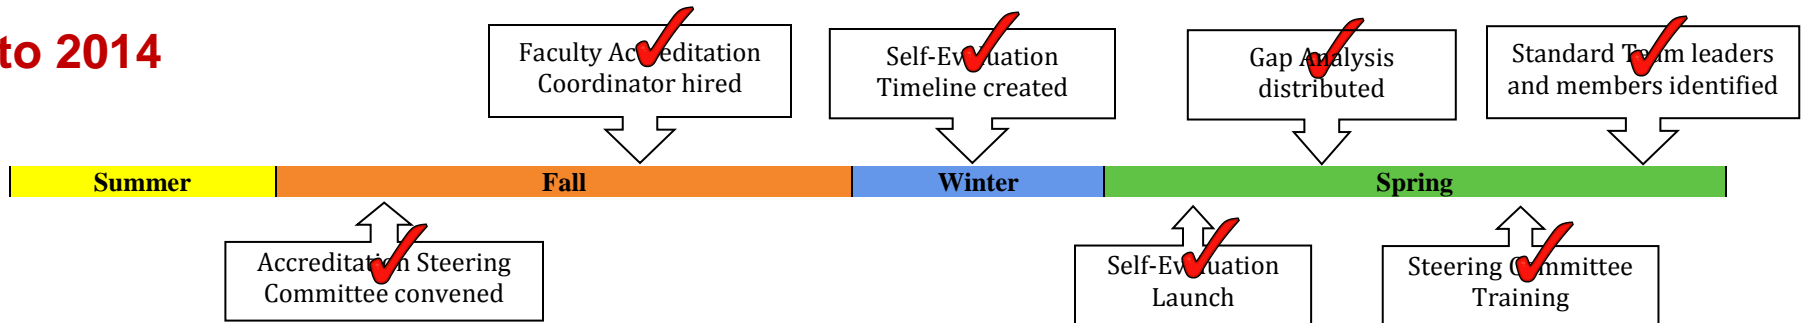 to 2014
Faculty Accreditation
Coordinator hired
Self-Evaluation
Timeline created
Gap Analysis
distributed
Standard Team leaders
and members identified
Summer
Fall
Winter
Spring
Accreditation Steering
Committee convened
Self-Evaluation
Launch
Steering Committee
Training